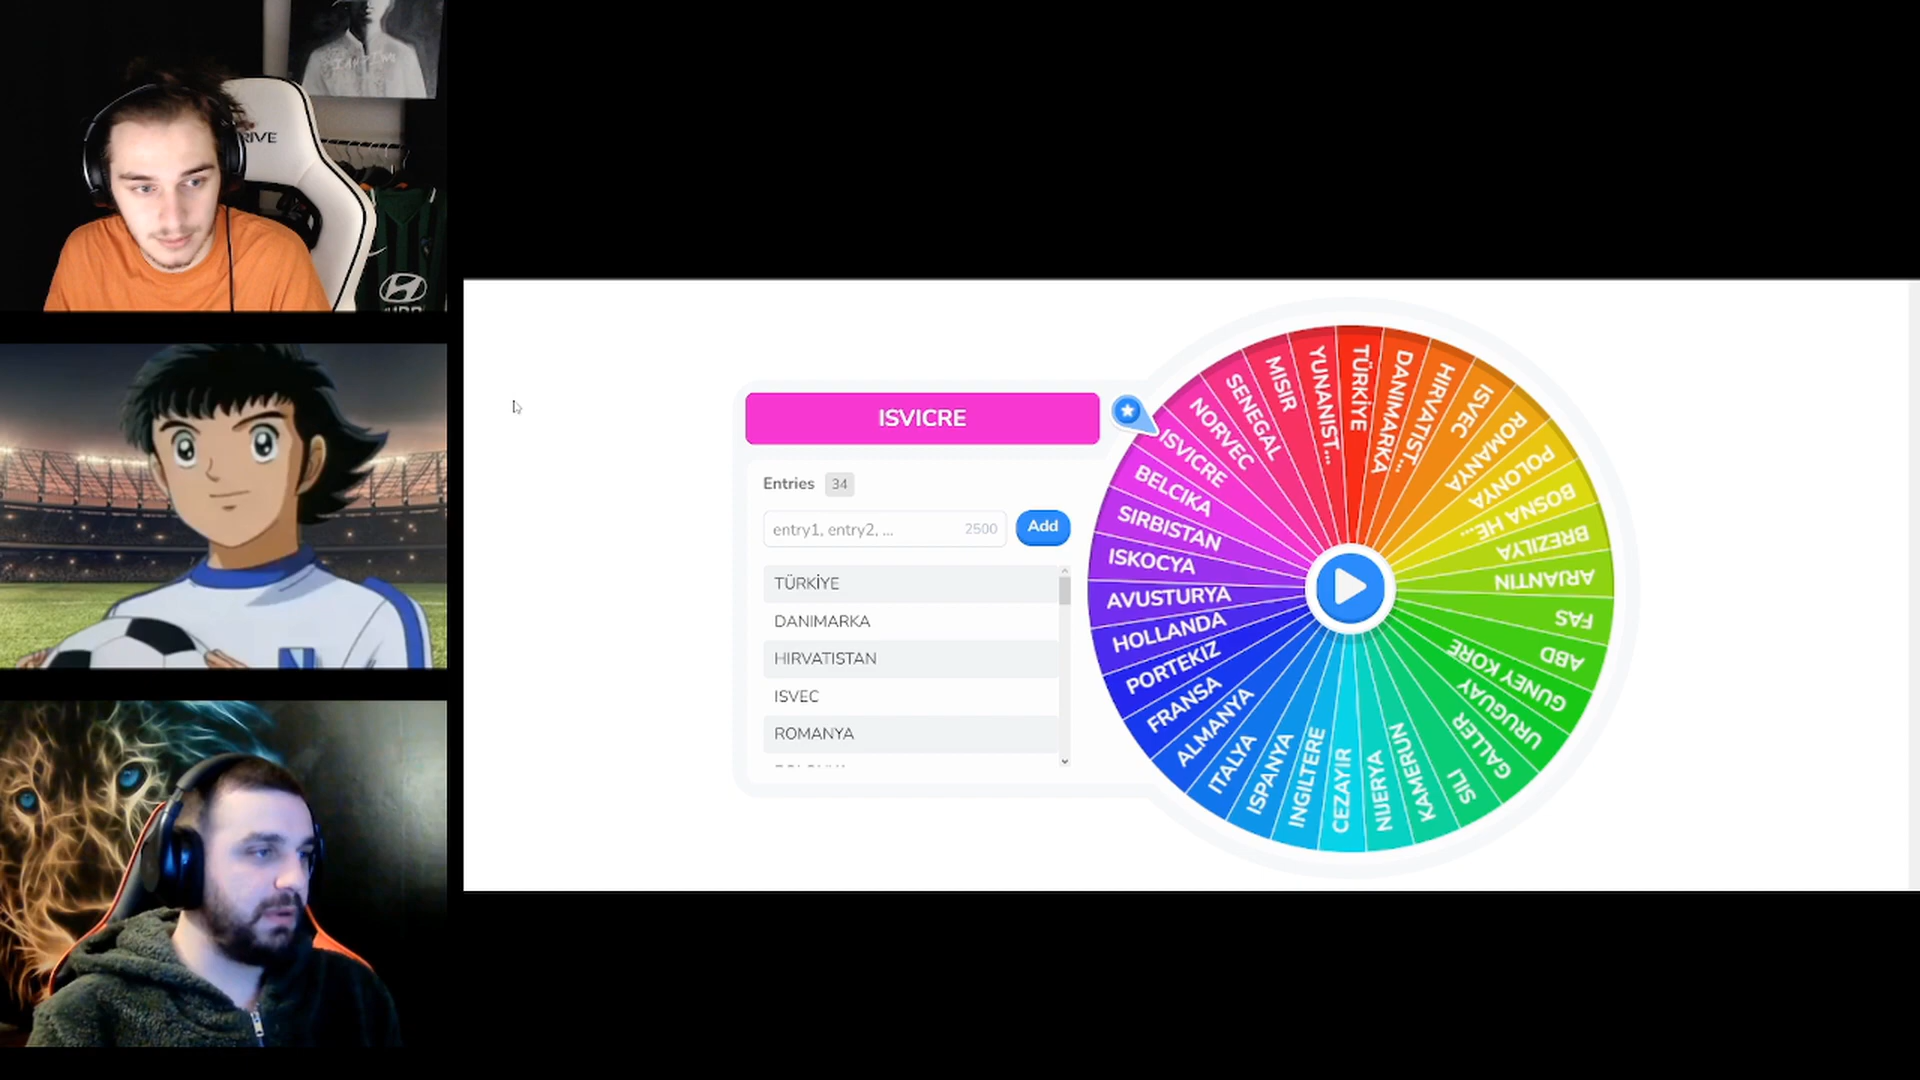 RIVE
ISVICRE
Entries 34
entry1, entry2, ... 2500
Add
TÜRKİYE
DANIMARKA
HIRVATISTAN
ISVEC
ROMANYA
TÜRKİYE
DANIMARKA
HIRVATIST...
ISVEC
ROMANYA
POLONYA
BOSNA HE...
BREZILYA
ARJANTIN
FAS
ABD
GUNEY KORE
URUGUAY
GALLER
SILI
KAMERUN
NIJERYA
CEZAYIR
INGILTERE
ISPANYA
ITALYA
ALMANYA
FRANSA
PORTEKIZ
HOLLANDA
AVUSTURYA
ISKOCYA
SIRBISTAN
BELCIKA
ISVICRE
NORVEC
SENEGAL
MISIR
YUNANIST...